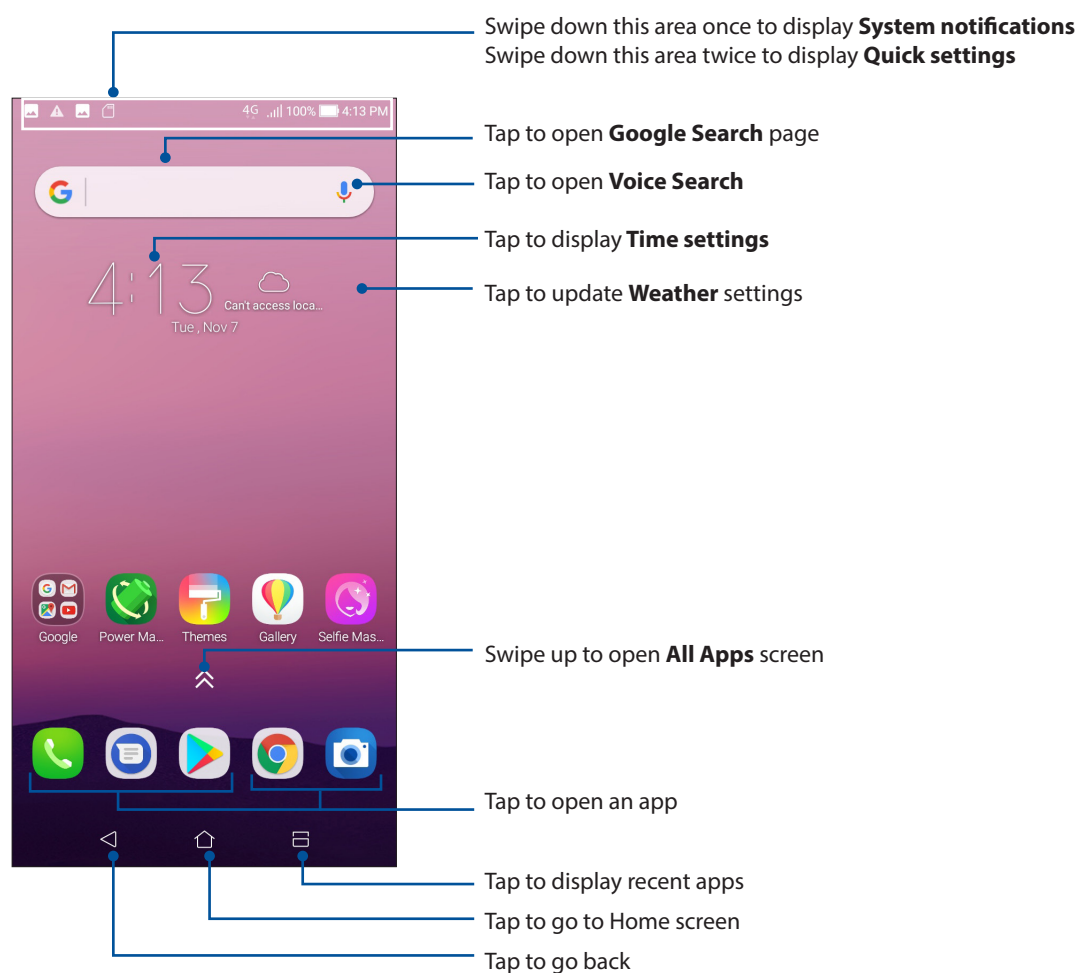 Swipe down this area once to display System notifications
Swipe down this area twice to display Quick settings
4G 100% 4:13 PM
Tap to open Google Search page
G
Tap to open Voice Search
Tap to display Time settings
4:13
Can't access loca...
Tue , Nov 7
Tap to update Weather settings
Google Power Ma... Themes Gallery Selfie Mas...
Swipe up to open All Apps screen
Tap to open an app
Tap to display recent apps
Tap to go to Home screen
Tap to go back